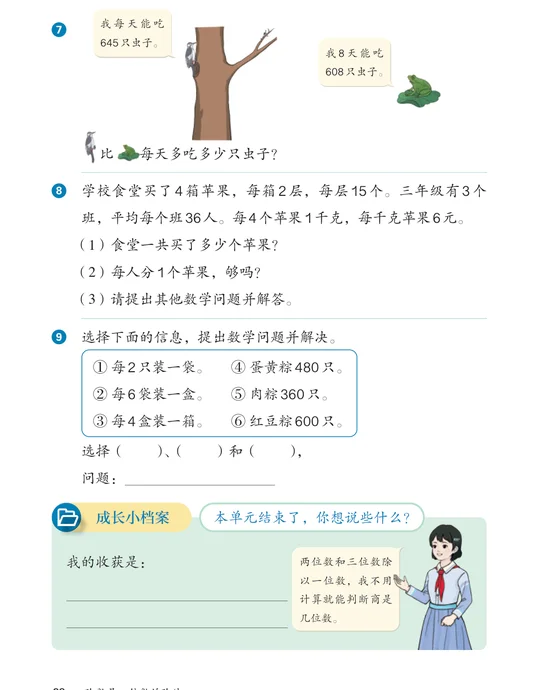 7
我每天能吃
645只虫子。
我8天能吃
608只虫子。
比 每天多吃多少只虫子?
8 学校食堂买了4箱苹果，每箱2层，每层15个。三年级有3个
班，平均每个班36人。每4个苹果1千克，每千克苹果6元。
（1）食堂一共买了多少个苹果?
（2）每人分1个苹果，够吗?
（3）请提出其他数学问题并解答。
9 选择下面的信息，提出数学问题并解决。
① 每2只装一袋。 ④ 蛋黄粽480只。
② 每6袋装一盒。 ⑤ 肉粽360只。
③ 每4盒装一箱。 ⑥ 红豆粽600只。
选择（ ）、（ ）和（ ），
问题：
成长小档案 本单元结束了，你想说些什么?
我的收获是：
两位数和三位数除
以一位数，我不用
计算就能判断商是
几位数。